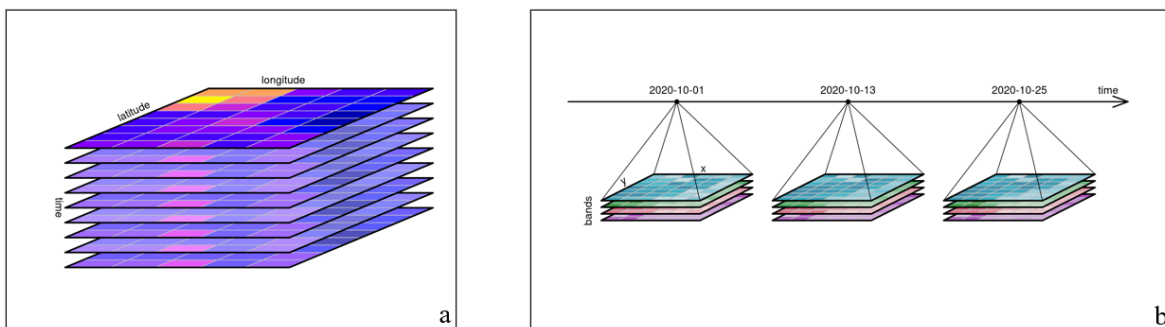 longitude
latitude
time
a
2020-10-01
2020-10-13
2020-10-25
time
x
y
bands
b